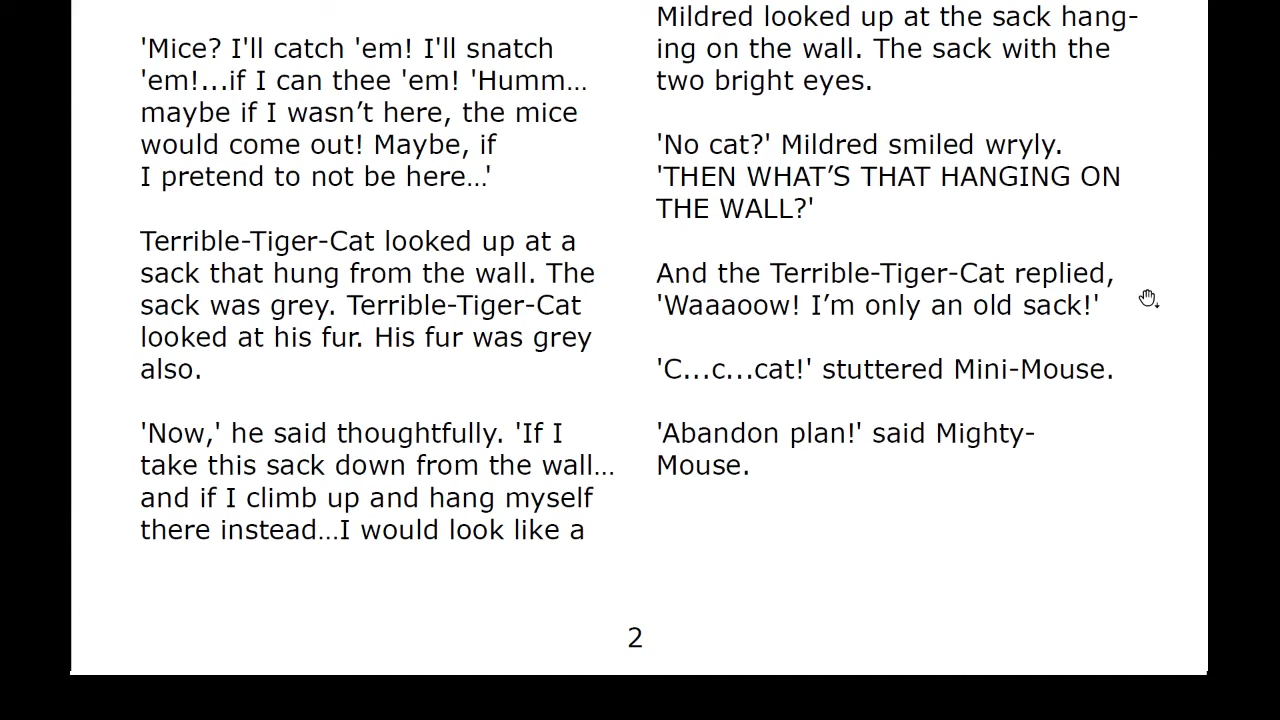 'Mice? I'll catch 'em! I'll snatch
'em!...if I can thee 'em! 'Humm…
maybe if I wasn’t here, the mice
would come out! Maybe, if
I pretend to not be here…'
Terrible-Tiger-Cat looked up at a
sack that hung from the wall. The
sack was grey. Terrible-Tiger-Cat
looked at his fur. His fur was grey
also.
'Now,' he said thoughtfully. 'If I
take this sack down from the wall…
and if I climb up and hang myself
there instead…I would look like a
Mildred looked up at the sack hang-
ing on the wall. The sack with the
two bright eyes.
'No cat?' Mildred smiled wryly.
'THEN WHAT’S THAT HANGING ON
THE WALL?'
And the Terrible-Tiger-Cat replied,
'Waaaoow! I’m only an old sack!'
'C...c...cat!' stuttered Mini-Mouse.
'Abandon plan!' said Mighty-
Mouse.
2